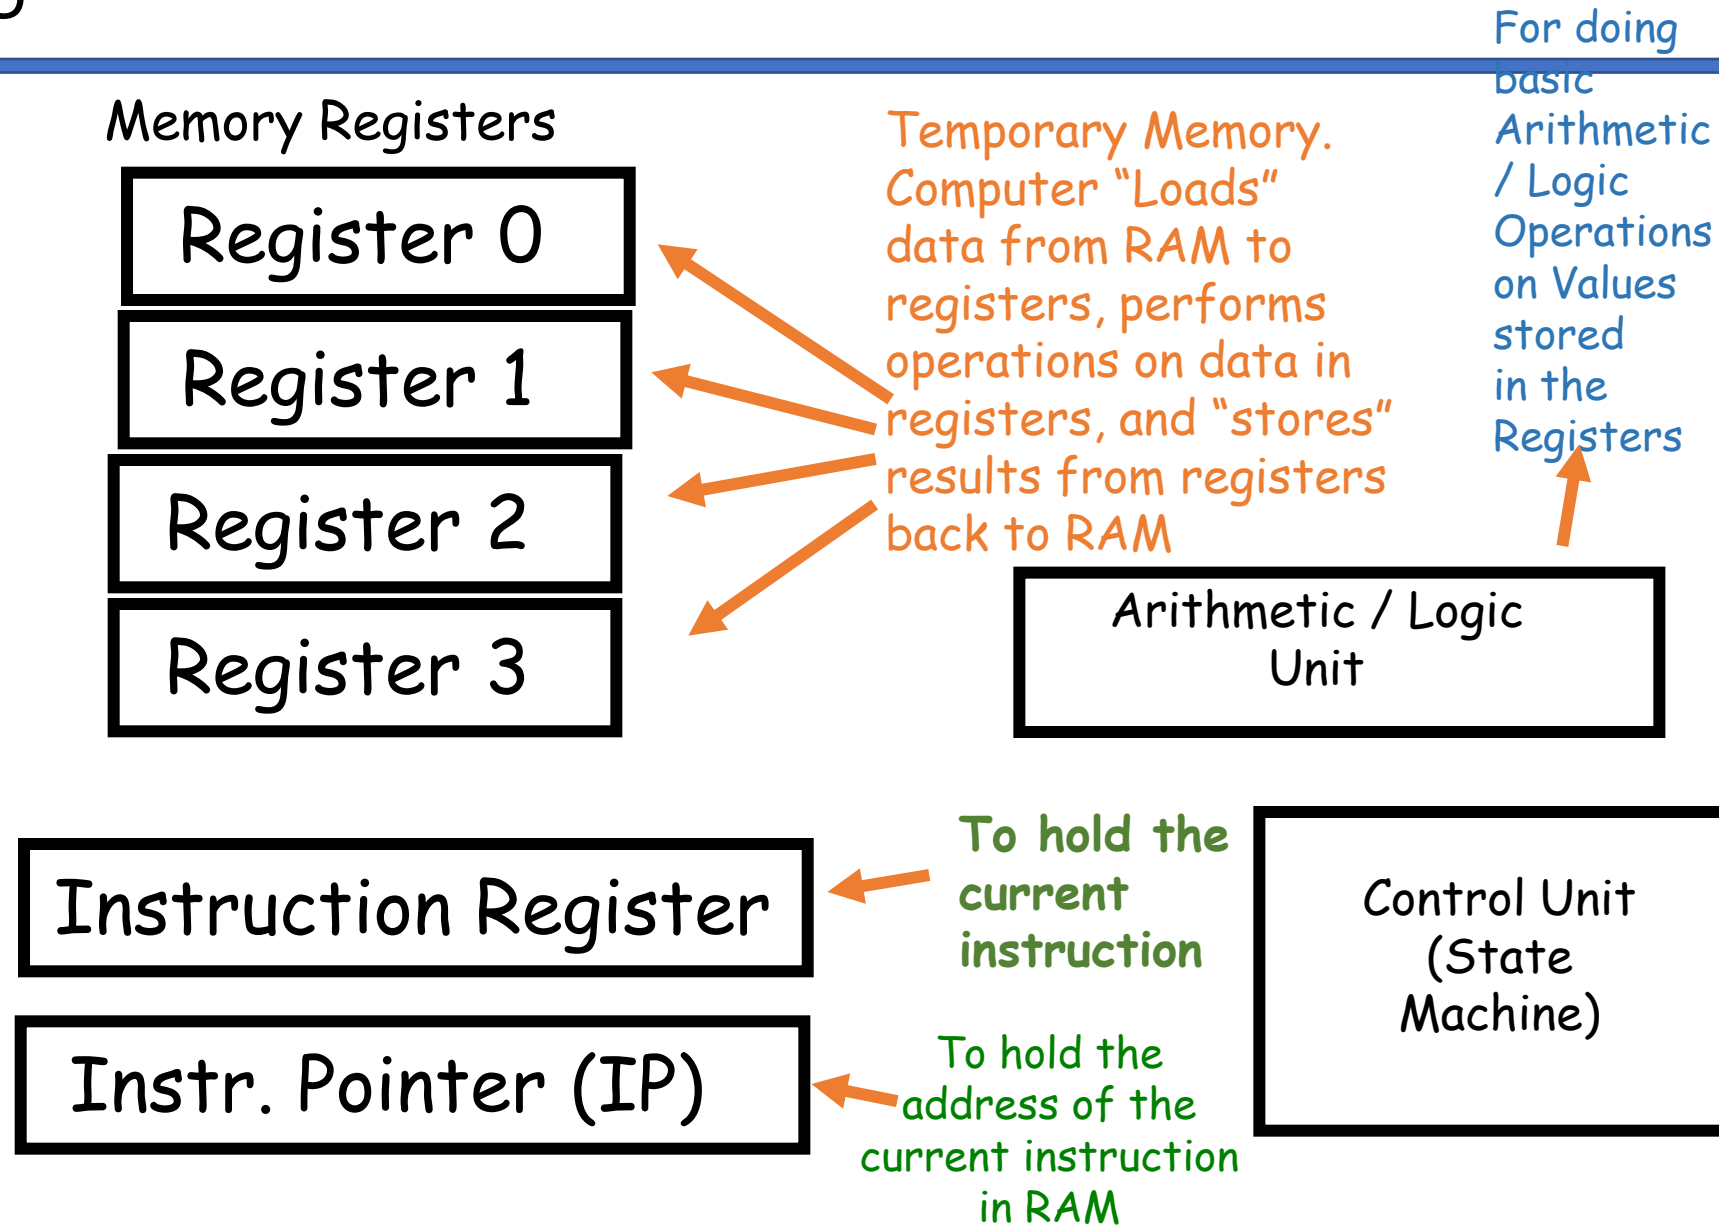 Memory Registers
Register 0
Register 1
Register 2
Register 3
Temporary Memory.
Computer “Loads”
data from RAM to
registers, performs
operations on data in
registers, and “stores”
results from registers
back to RAM
For doing
basic
Arithmetic
/ Logic
Operations
on Values
stored
in the
Registers
Arithmetic / Logic
Unit
Instruction Register
To hold the
current
instruction
Instr. Pointer (IP)
To hold the
address of the
current instruction
in RAM
Control Unit
(State
Machine)